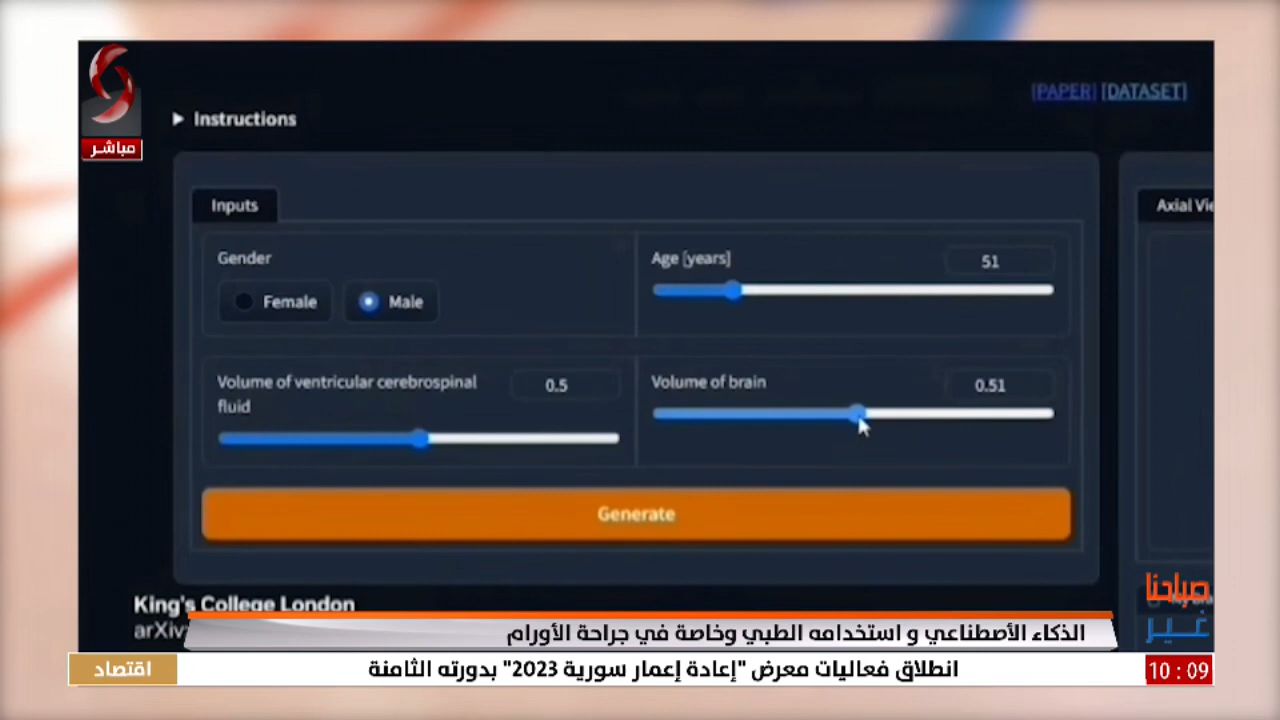 مباشر
[PAPER] [DATASET]
Instructions
Inputs
Axial Vie
Gender
Female
Male
Age [years]
51
Volume of ventricular cerebrospinal
fluid
0.5
Volume of brain
0.51
Generate
King's College London
arXiv
صباحنا
غير
الذكاء الأصطناعي و استخدامه الطبي وخاصة في جراحة الأورام
10 : 09
انطلاق فعاليات معرض "إعادة إعمار سورية 2023" بدورته الثامنة
اقتصاد